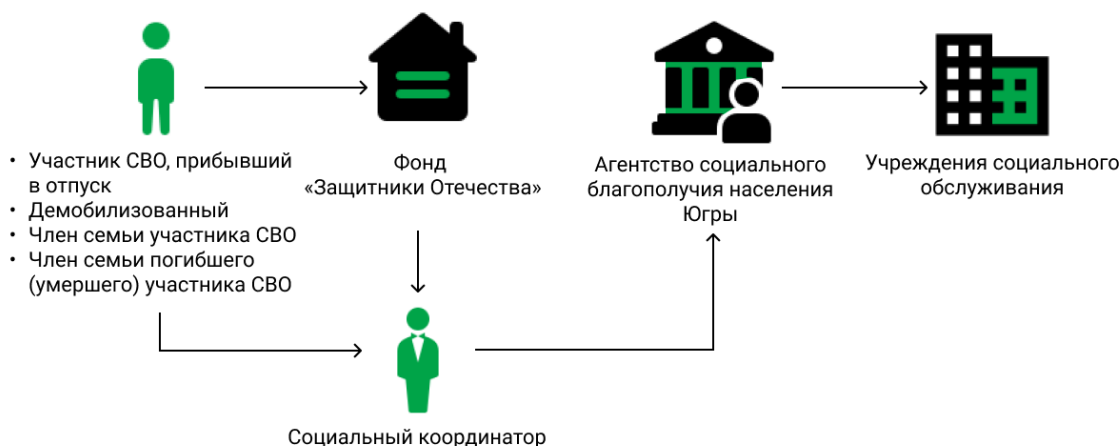 • Участник СВО, прибывший
в отпуск
• Демобилизованный
• Член семьи участника СВО
• Член семьи погибшего
(умершего) участника СВО
Фонд
«Защитники Отечества»
Агентство социального
благополучия населения
Югры
Учреждения социального
обслуживания
Социальный координатор